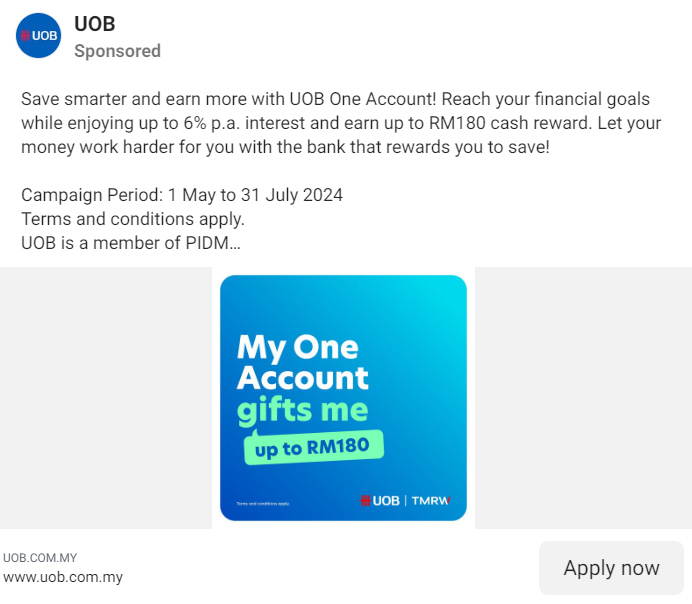 UOB
UOB
Sponsored
Save smarter and earn more with UOB One Account! Reach your financial goals
while enjoying up to 6% p.a. interest and earn up to RM180 cash reward. Let your
money work harder for you with the bank that rewards you to save!
Campaign Period: 1 May to 31 July 2024
Terms and conditions apply.
UOB is a member of PIDM...
My One
Account
gifts me
up to RM180
Terms and conditions apply.
UOB | TMRW
UOB.COM.MY
www.uob.com.my
Apply now